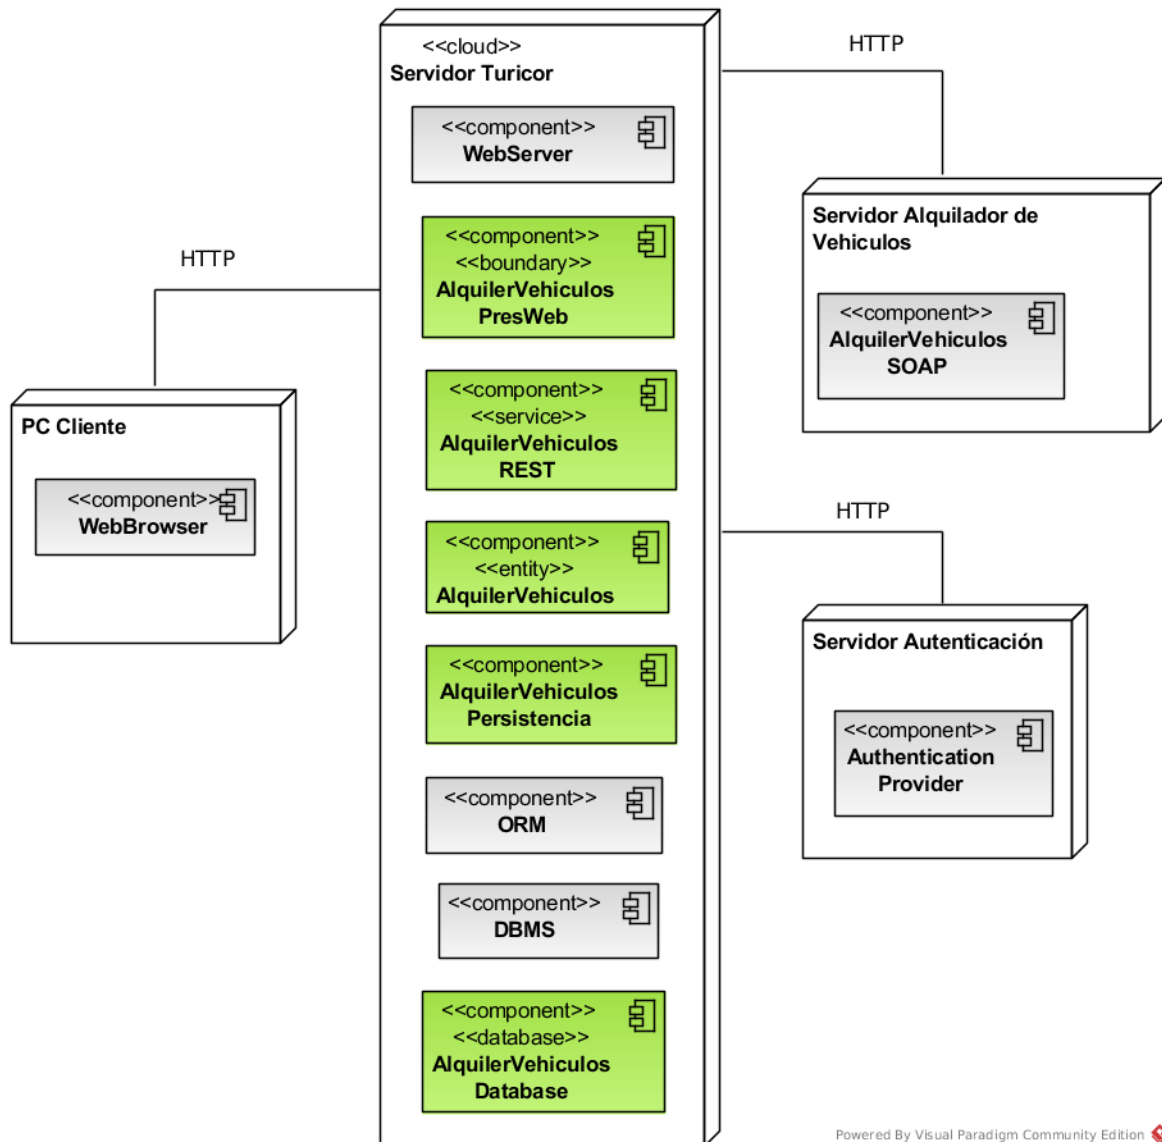 <<cloud>>
Servidor Turicor
<<component>>
WebServer
<<component>>
<<boundary>>
AlquilerVehiculos
PresWeb
<<component>>
<<service>>
AlquilerVehiculos
REST
<<component>>
<<entity>>
AlquilerVehiculos
<<component>>
AlquilerVehiculos
Persistencia
<<component>>
ORM
<<component>>
DBMS
<<component>>
<<database>>
AlquilerVehiculos
Database
HTTP
PC Cliente
<<component>>
WebBrowser
HTTP
Servidor Alquilador de
Vehiculos
<<component>>
AlquilerVehiculos
SOAP
HTTP
Servidor Autenticación
<<component>>
Authentication
Provider
Powered By Visual Paradigm Community Edition